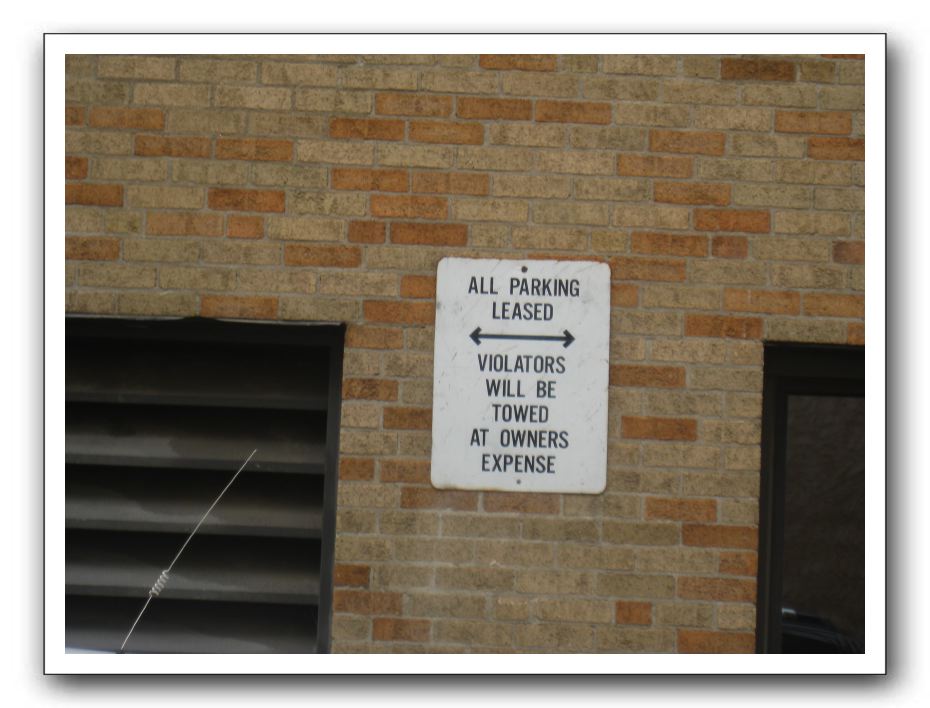 ALL PARKING
LEASED
VIOLATORS
WILL BE
TOWED
AT OWNERS
EXPENSE